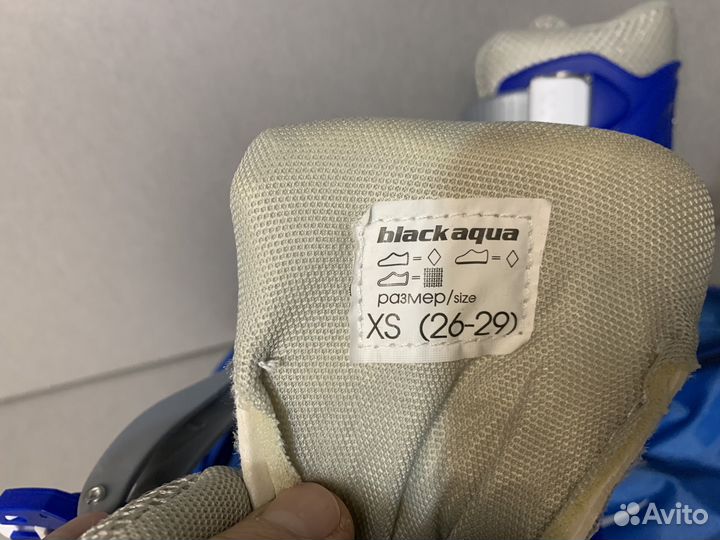 blackaqua
= ◊ = ◊
=
размер/size
XS (26-29)
Avito